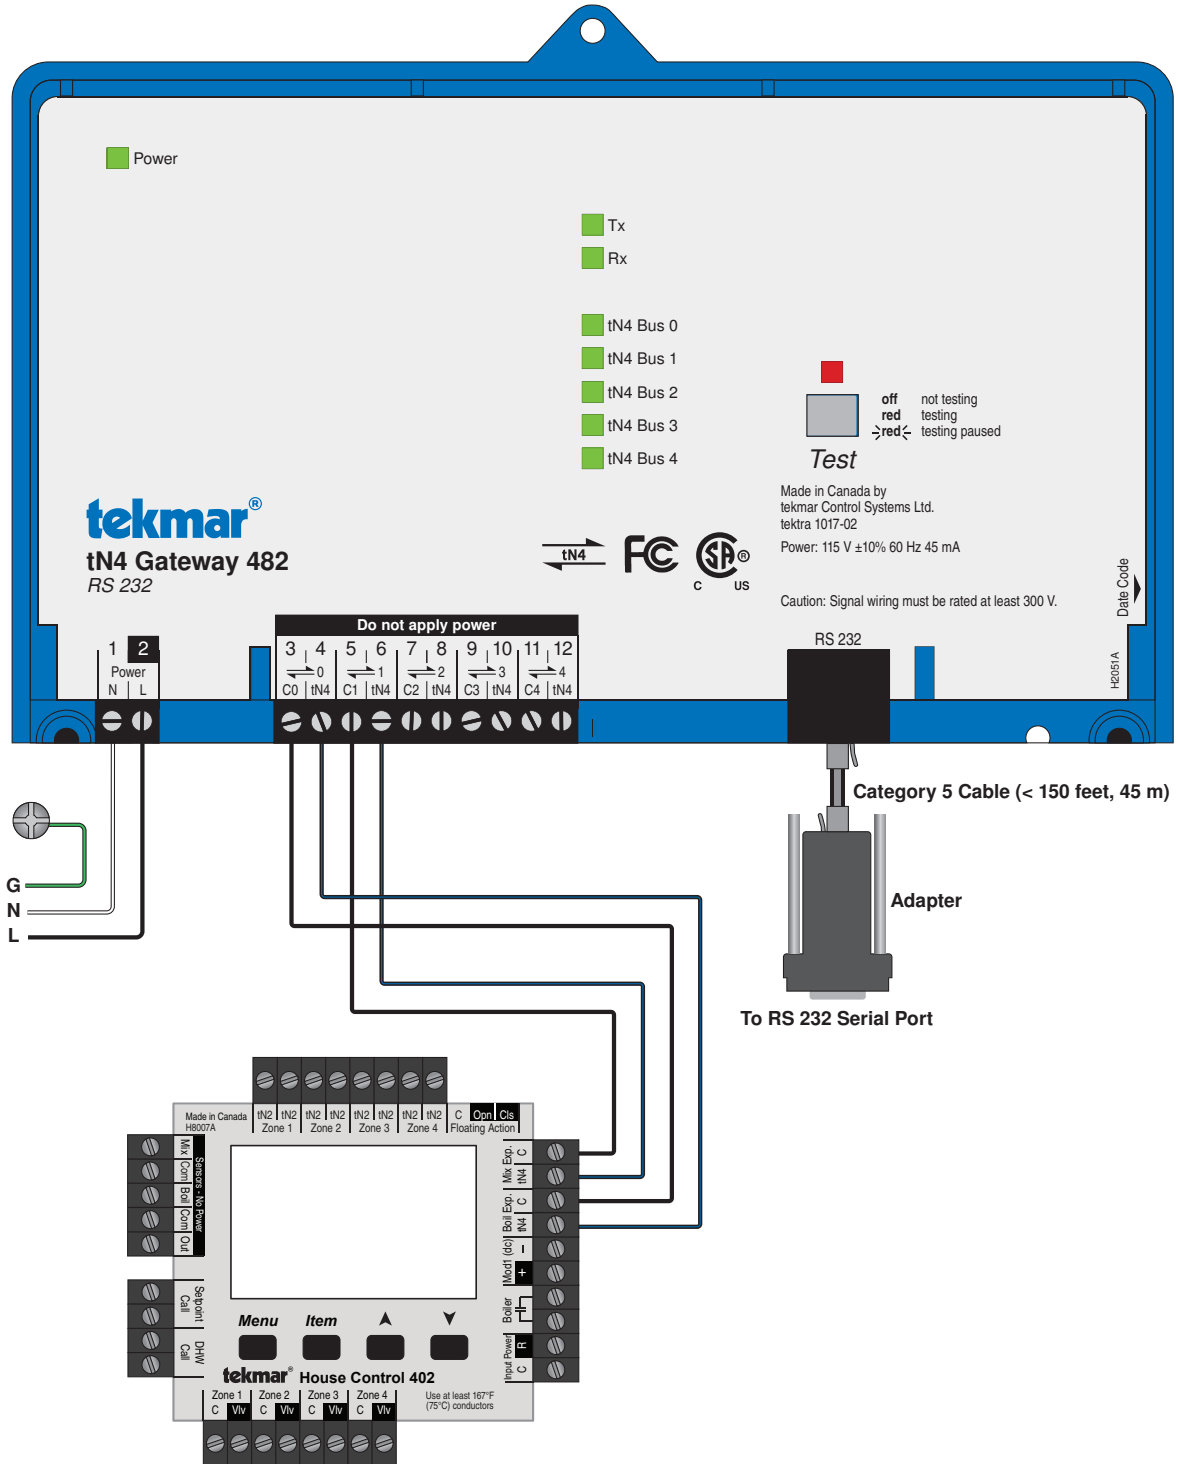 Power
Tx
Rx
tN4 Bus 0
tN4 Bus 1
tN4 Bus 2
tN4 Bus 3
tN4 Bus 4
off not testing
red testing
red testing paused
Test
tekmar®
tN4 Gateway 482
RS 232
tN4
FC
SA®
C US
Made in Canada by
tekmar Control Systems Ltd.
tektra 1017-02
Power: 115 V ±10% 60 Hz 45 mA
Caution: Signal wiring must be rated at least 300 V.
Date Code
H2051A
Do not apply power
1 2
Power
N L
3 4 5 6 7 8 9 10 11 12
0 1 2 3 4
C0 tN4 C1 tN4 C2 tN4 C3 tN4 C4 tN4
RS 232
Category 5 Cable (< 150 feet, 45 m)
G
N
L
Adapter
To RS 232 Serial Port
Made in Canada
H8007A
tN2 tN2 tN2 tN2 tN2 tN2 tN2 tN2 C Opn Cls
Zone 1 Zone 2 Zone 3 Zone 4 Floating Action
Mix Com Boil Com Out
Sensors - No Power
Setpoint
Call
DHW
Call
Mix Exp.
C
tN4
Boil Exp.
C
tN4
Mod1 (dc)
– +
Boiler
Input Power
R
C
Menu Item
tekmar® House Control 402
Zone 1 Zone 2 Zone 3 Zone 4
C Vlv C Vlv C Vlv C Vlv
Use at least 167°F
(75°C) conductors